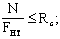 N/F_нт ≤ R_c;